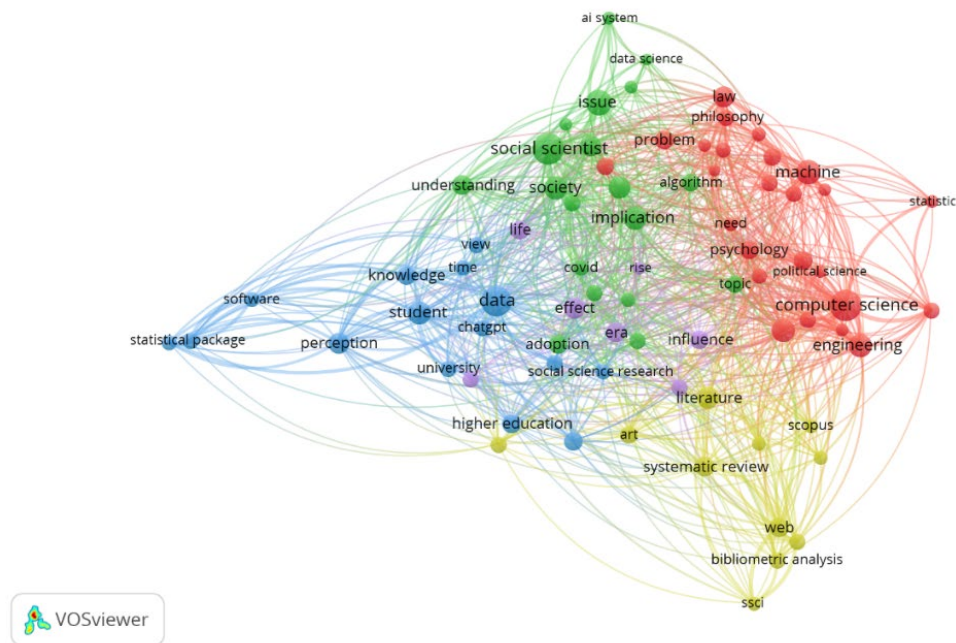 ai system
data science
law
issue
philosophy
problem
social scientist
machine
understanding
society
algorithm
statistic
implication
need
life
view
psychology
time
covid
rise
political science
knowledge
topic
software
data
computer science
effect
student
chatgpt
era
statistical package
perception
adoption
influence
engineering
university
social science research
literature
higher education
scopus
art
systematic review
web
bibliometric analysis
ssci
VOSviewer